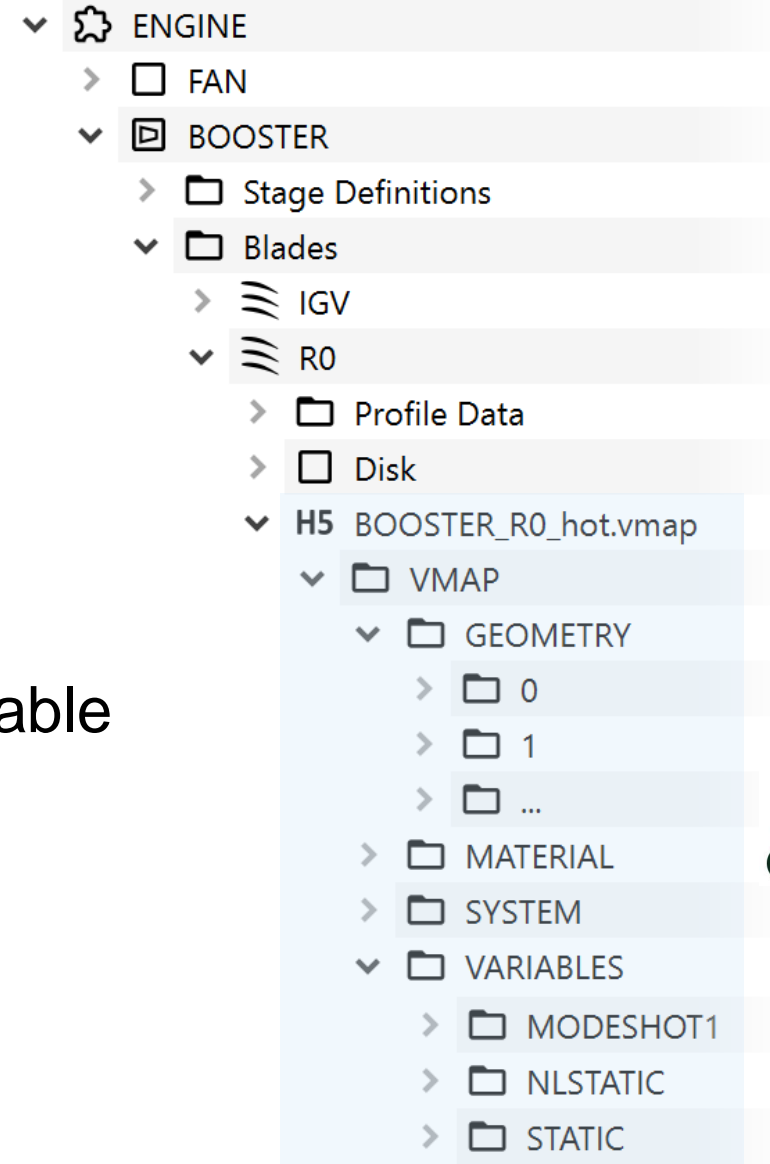 ENGINE
FAN
BOOSTER
Stage Definitions
Blades
IGV
R0
Profile Data
Disk
H5 BOOSTER_R0_hot.vmap
VMAP
GEOMETRY
0
able
1
...
MATERIAL
SYSTEM
VARIABLES
MODESHOT1
NLSTATIC
STATIC